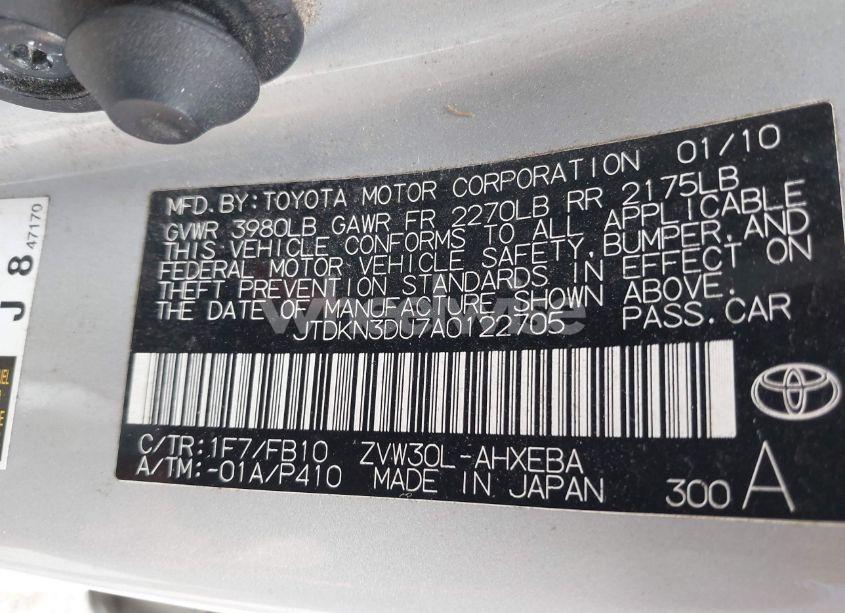 MFD. BY: TOYOTA MOTOR CORPORATION 01/10
GVWR 3980LB GAWR FR 2270LB RR 2175LB
THIS VEHICLE CONFORMS TO ALL APPLICABLE
FEDERAL MOTOR VEHICLE SAFETY, BUMPER, AND
THEFT PREVENTION STANDARDS IN EFFECT ON
THE DATE OF MANUFACTURE SHOWN ABOVE.
JTDKN3DU7A0122705 PASS.CAR
C/TR: 1F7/FB10 ZVW30L-AHXEBA
A/TM: -01A/P410 MADE IN JAPAN 300 A
J 8 47170